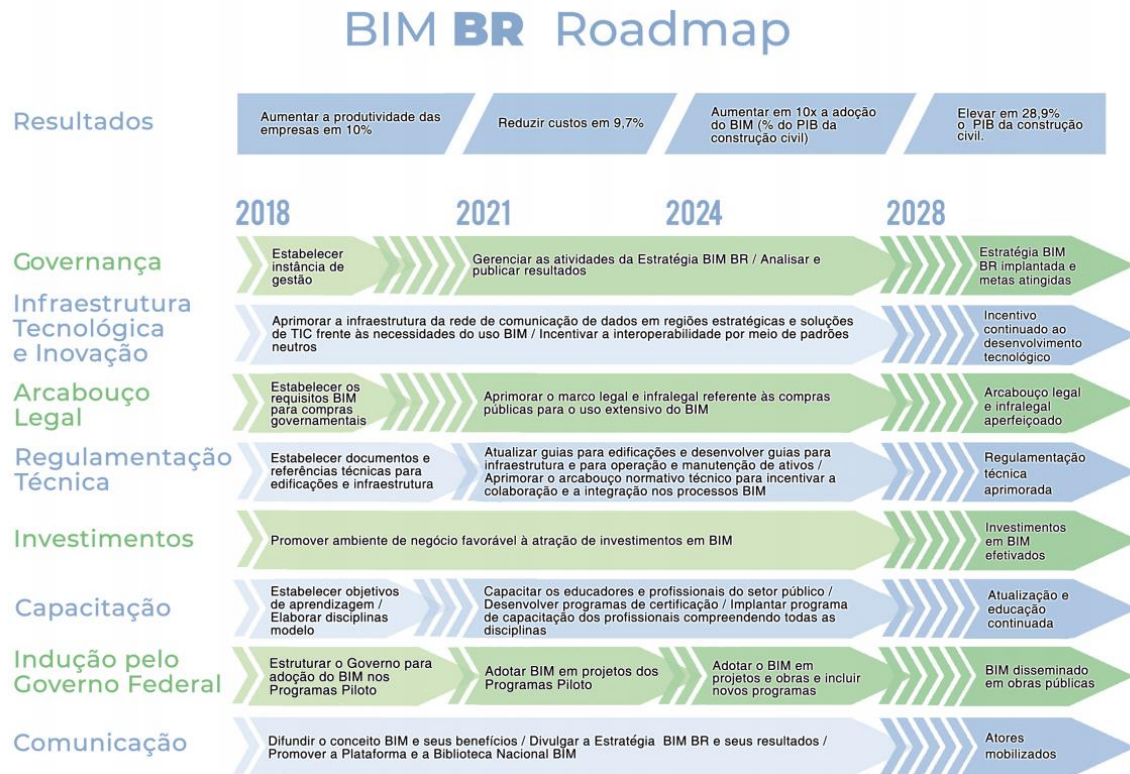 BIM BR Roadmap
Resultados
Aumentar a produtividade das
empresas em 10%
Reduzir custos em 9,7%
Aumentar em 10x a adoção
do BIM (% do PIB da
construção civil)
Elevar em 28,9%
o PIB da construção
civil.
2018
2021
2024
2028
Governança
Estabelecer
instância de
gestão
Gerenciar as atividades da Estratégia BIM BR / Analisar e
publicar resultados
Estratégia BIM
BR implantada e
metas atingidas
Infraestrutura
Tecnológica
e Inovação
Aprimorar a infraestrutura da rede de comunicação de dados em regiões estratégicas e soluções
de TIC frente às necessidades do uso BIM / Incentivar a interoperabilidade por meio de padrões
neutros
Incentivo
continuado ao
desenvolvimento
tecnológico
Arcabouço
Legal
Estabelecer os
requisitos BIM
para compras
governamentais
Aprimorar o marco legal e infralegal referente às compras
públicas para o uso extensivo do BIM
Arcabouço legal
e infralegal
aperfeiçoado
Regulamentação
Técnica
Estabelecer documentos e
referências técnicas para
edificações e infraestrutura
Atualizar guias para edificações e desenvolver guias para
infraestrutura e para operação e manutenção de ativos /
Aprimorar o arcabouço normativo técnico para incentivar a
colaboração e a integração nos processos BIM
Regulamentação
técnica
aprimorada
Investimentos
Promover ambiente de negócio favorável à atração de investimentos em BIM
Investimentos
em BIM
efetivados
Capacitação
Estabelecer objetivos
de aprendizagem /
Elaborar disciplinas
modelo
Capacitar os educadores e profissionais do setor público /
Desenvolver programas de certificação / Implantar programa
de capacitação dos profissionais compreendendo todas as
disciplinas
Atualização e
educação
continuada
Indução pelo
Governo Federal
Estruturar o Governo para
adoção do BIM nos
Programas Piloto
Adotar BIM em projetos dos
Programas Piloto
Adotar o BIM em
projetos e obras e incluir
novos programas
BIM disseminado
em obras públicas
Comunicação
Difundir o conceito BIM e seus benefícios / Divulgar a Estratégia BIM BR e seus resultados /
Promover a Plataforma e a Biblioteca Nacional BIM
Atores
mobilizados